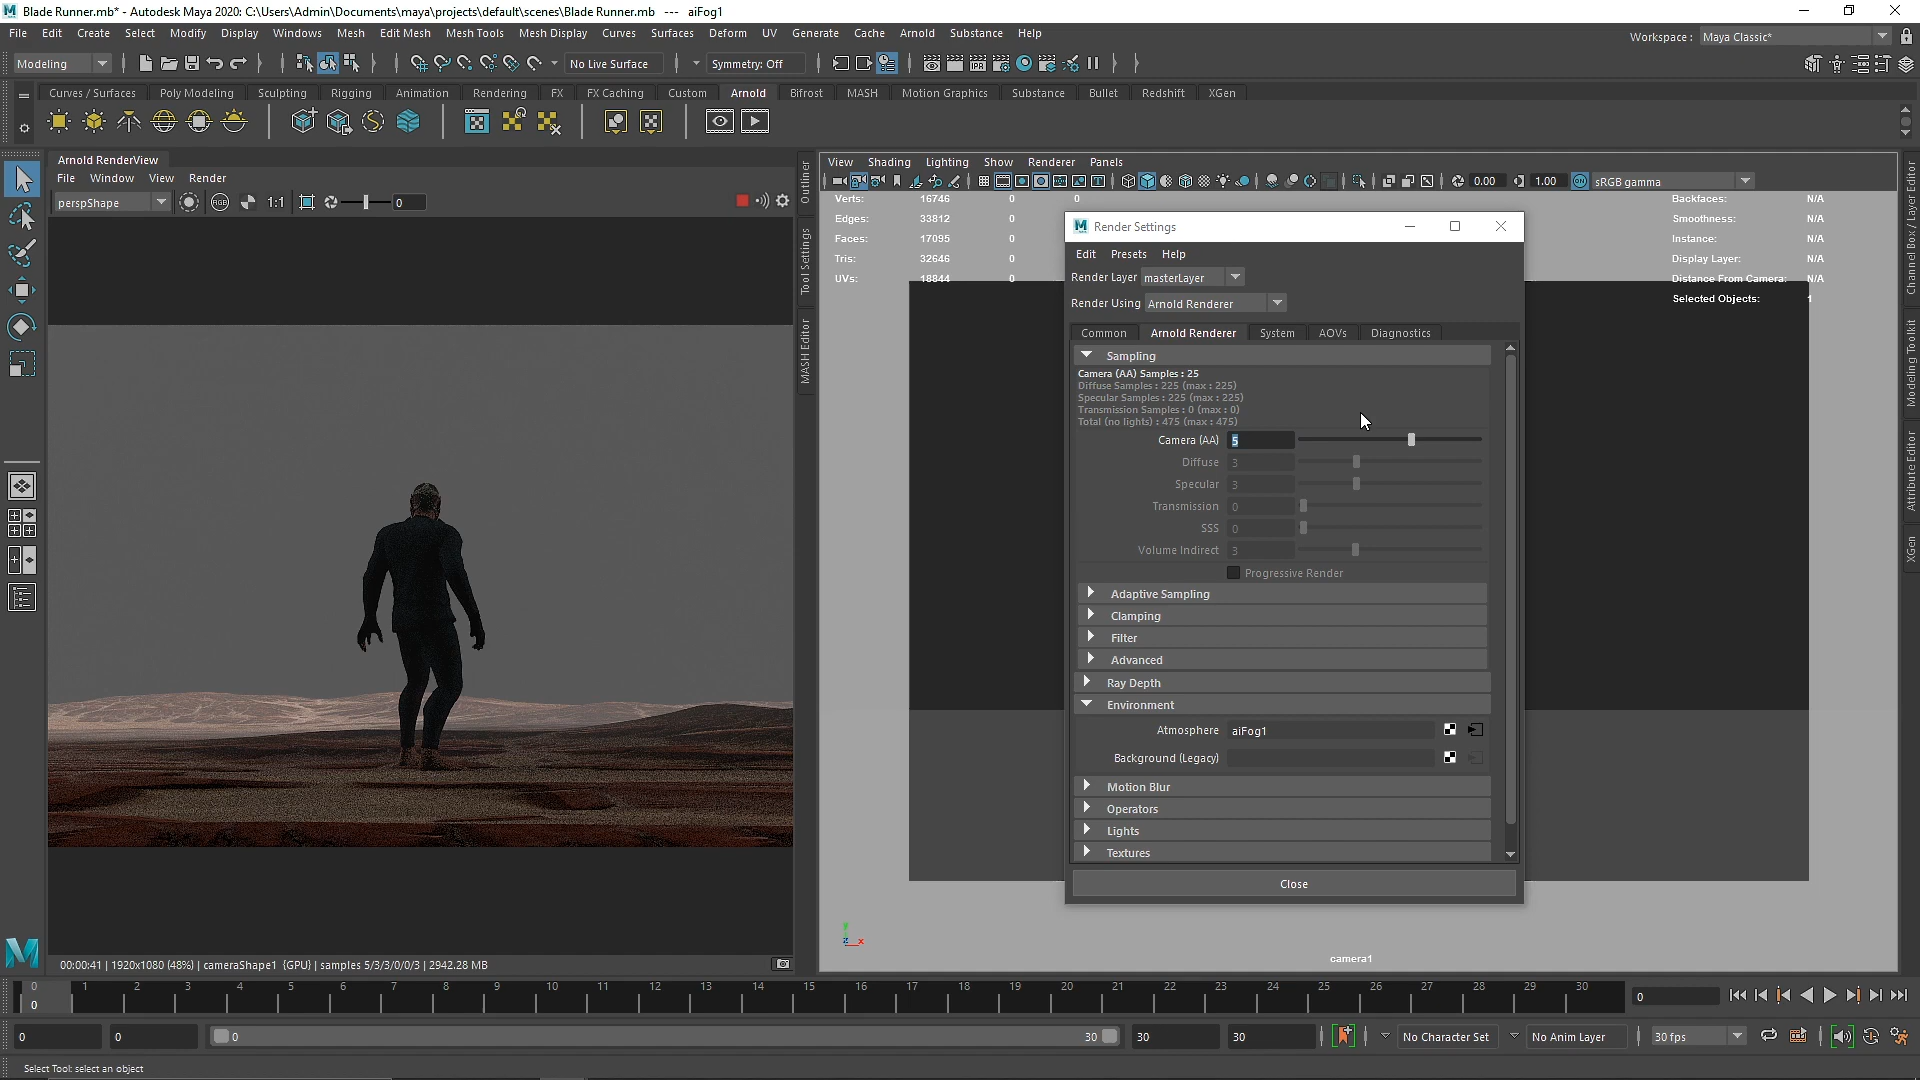 Blade Runner.mb* - Autodesk Maya 2020: C:\Users\Admin\Documents\maya\projects\default\scenes\Blade Runner.mb --- aiFog1
File Edit Create Select Modify Display Windows Mesh Edit Mesh Mesh Tools Mesh Display Curves Surfaces Deform UV Generate Cache Arnold Substance Help
Workspace : Maya Classic*
Modeling No Live Surface Symmetry: Off
Curves / Surfaces Poly Modeling Sculpting Rigging Animation Rendering FX FX Caching Custom Arnold Bifrost MASH Motion Graphics Substance Bullet Redshift XGen
Arnold RenderView
File Window View Render
perspShape RGB 1:1 0
Outliner
Tool Settings
MASH Editor
View Shading Lighting Show Renderer Panels
0.00 1.00 ON sRGB gamma
Verts: 16746 0 0
Edges: 33812 0
Faces: 17095 0
Tris: 32646 0
UVs: 18844 0
Backfaces: N/A
Smoothness: N/A
Instance: N/A
Display Layer: N/A
Distance From Camera: N/A
Selected Objects: 1
Render Settings
Edit Presets Help
Render Layer masterLayer
Render Using Arnold Renderer
Common Arnold Renderer System AOVs Diagnostics
Sampling
Camera (AA) Samples : 25
Diffuse Samples : 225 (max : 225)
Specular Samples : 225 (max : 225)
Transmission Samples : 0 (max : 0)
Total (no lights) : 475 (max : 475)
Camera (AA) 5
Diffuse 3
Specular 3
Transmission 0
SSS 0
Volume Indirect 3
Progressive Render
Adaptive Sampling
Clamping
Filter
Advanced
Ray Depth
Environment
Atmosphere aiFog1
Background (Legacy)
Motion Blur
Operators
Lights
Textures
Close
Channel Box / Layer Editor
Modeling Toolkit
Attribute Editor
XGen
camera1
00:00:41 | 1920x1080 (48%) | cameraShape1 (GPU) | samples 5/3/3/0/0/3 | 2942.28 MB
0 1 2 3 4 5 6 7 8 9 10 11 12 13 14 15 16 17 18 19 20 21 22 23 24 25 26 27 28 29 30
0 0
0 0 0 30 30 30 No Character Set No Anim Layer 30 fps
Select Tool: select an object